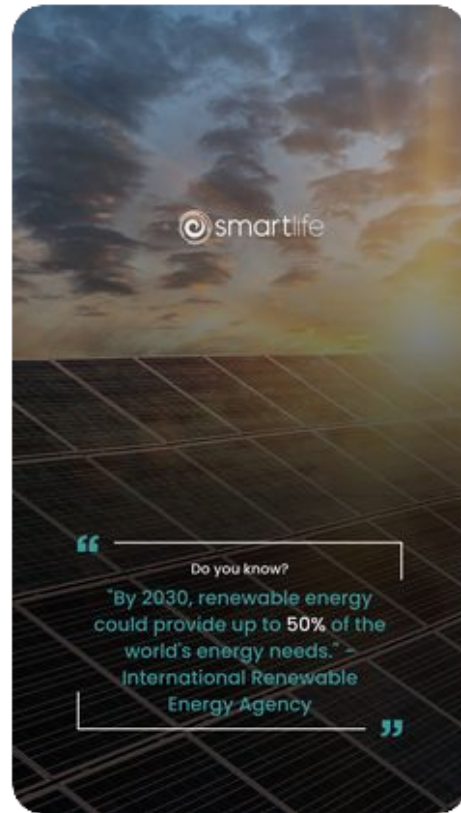 smartlife
“
Do you know?
"By 2030, renewable energy
could provide up to 50% of the
world's energy needs." –
International Renewable
Energy Agency
”